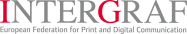 INTERGRAF
European Federation for Print and Digital Communication